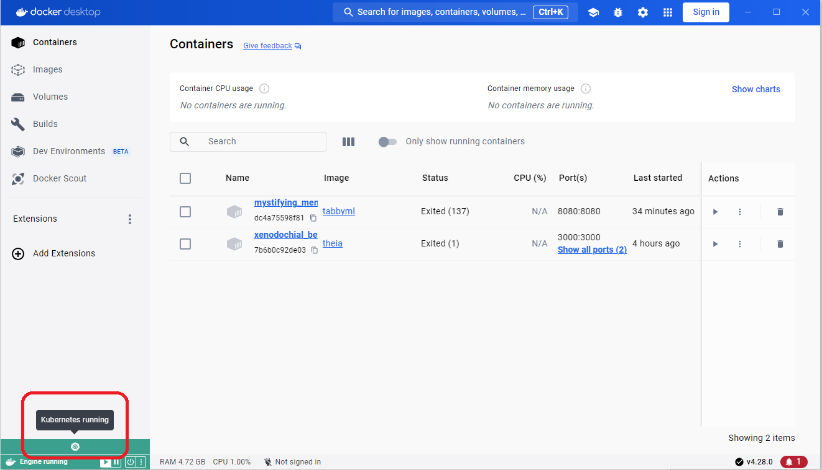 docker desktop
Search for images, containers, volumes, ...
Ctrl+K
Sign in
Containers
Images
Volumes
Builds
Dev Environments BETA
Docker Scout
Extensions
Add Extensions
Containers
Give feedback
Container CPU usage
No containers are running.
Container memory usage
No containers are running.
Show charts
Search
Only show running containers
Name Image Status CPU (%) Port(s) Last started Actions
mystifying_men
dc4a75598f81
tabbyml Exited (137) N/A 8080:8080 34 minutes ago
xenodochial_be
7b6b0c92de03
theia Exited (1) N/A 3000:3000
Show all ports (2)
4 hours ago
Showing 2 items
Kubernetes running
Engine running
RAM 4.72 GB CPU 1.00% Not signed in
v4.28.0
1